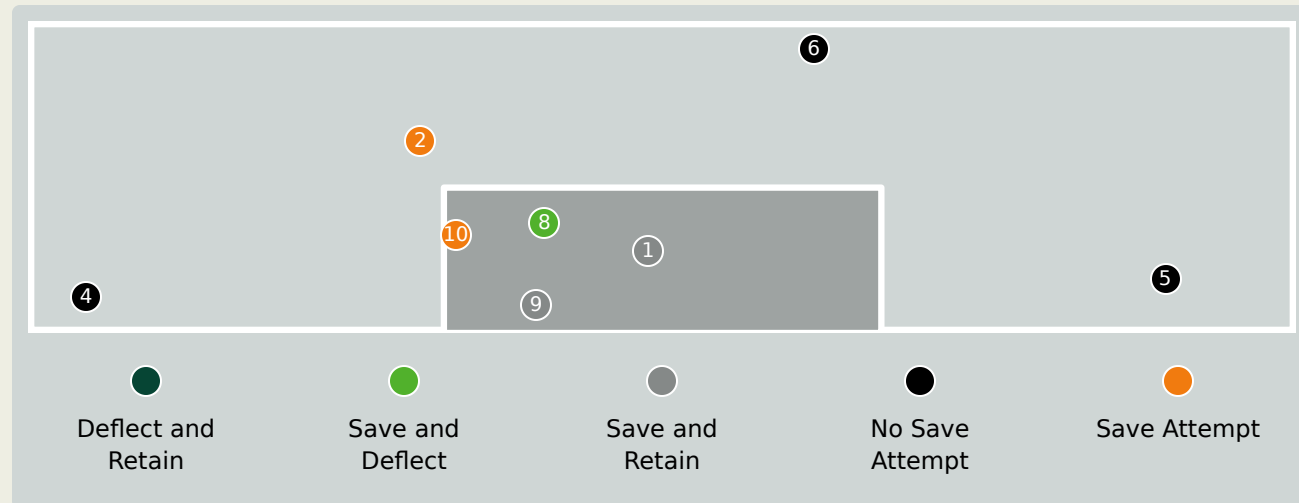 6
2
8
10
1
5
4
9
Deflect and
Retain
Save and
Deflect
Save and
Retain
No Save
Attempt
Save Attempt